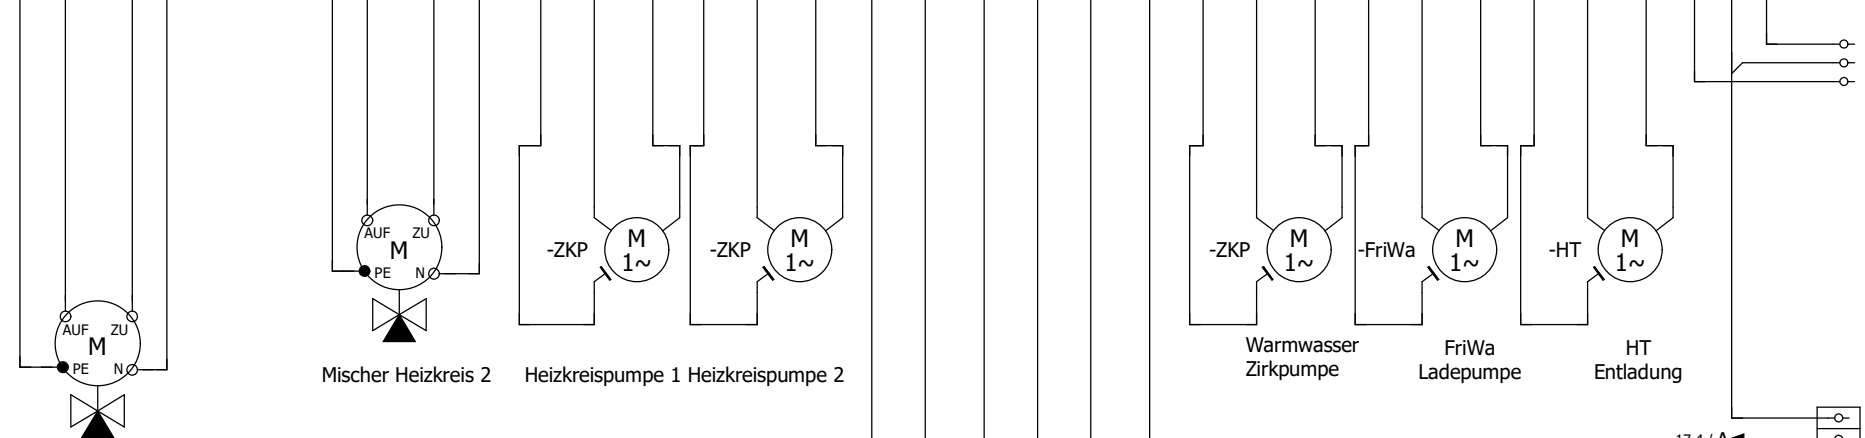 AUF ZU
M
PE N
AUF ZU
M
PE N
Mischer Heizkreis 2
-ZKP
M
1~
Heizkreispumpe 1
-ZKP
M
1~
Heizkreispumpe 2
-ZKP
M
1~
Warmwasser
Zirkpumpe
-FriWa
M
1~
FriWa
Ladepumpe
-HT
M
1~
HT
Entladung